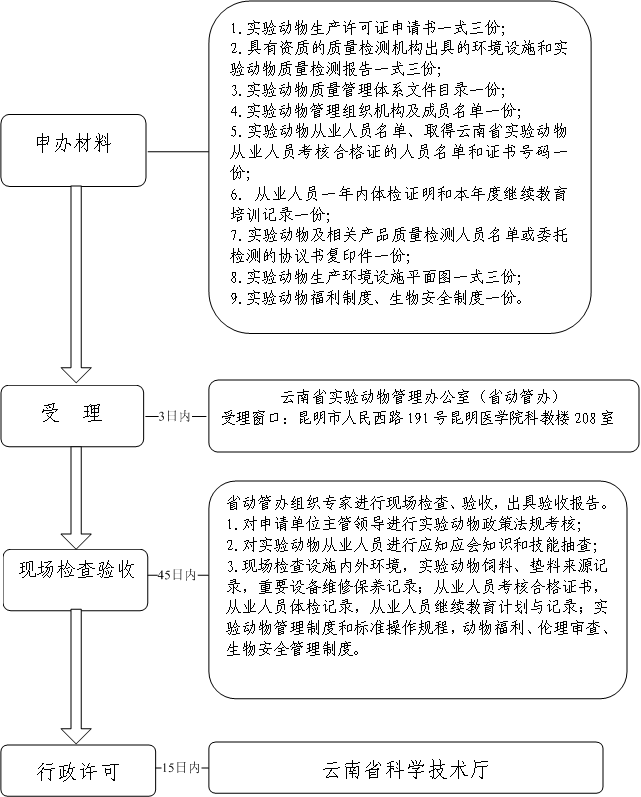 申办材料
1.实验动物生产许可证申请书一式三份;
2.具有资质的质量检测机构出具的环境设施和实
验动物质量检测报告一式三份;
3.实验动物质量管理体系文件目录一份;
4.实验动物管理组织机构及成员名单一份;
5.实验动物从业人员名单、取得云南省实验动物
从业人员考核合格证的人员名单和证书号码一
份;
6. 从业人员一年内体检证明和本年度继续教育
培训记录一份;
7.实验动物及相关产品质量检测人员名单或委托
检测的协议书复印件一份;
8.实验动物生产环境设施平面图一式三份;
9.实验动物福利制度、生物安全制度一份。
受 理
3日内
云南省实验动物管理办公室（省动管办）
受理窗口：昆明市人民西路191号昆明医学院科教楼208室
现场检查验收
45日内
省动管办组织专家进行现场检查、验收，出具验收报告。
1.对申请单位主管领导进行实验动物政策法规考核;
2.对实验动物从业人员进行应知应会知识和技能抽查;
3.现场检查设施内外环境，实验动物饲料、垫料来源记
录，重要设备维修保养记录；从业人员考核合格证书，
从业人员体检记录，从业人员继续教育计划与记录；实
验动物管理制度和标准操作规程，动物福利、伦理审查、
生物安全管理制度。
行政许可
15日内
云南省科学技术厅